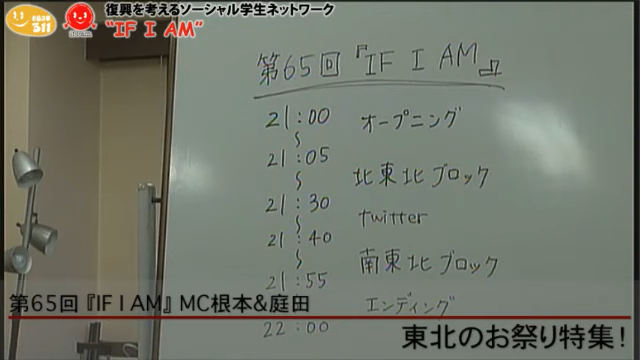 復興を考えるソーシャル学生ネットワーク
311
"IF I AM"
第65回『IF I AM』
21:00 オープニング
〜
21:05
〜 北東北ブロック
21:30
〜 twitter
21:40
〜 南東北ブロック
21:55
エンディング
22:00
第65回『IF I AM』MC根本&庭田
東北のお祭り特集!